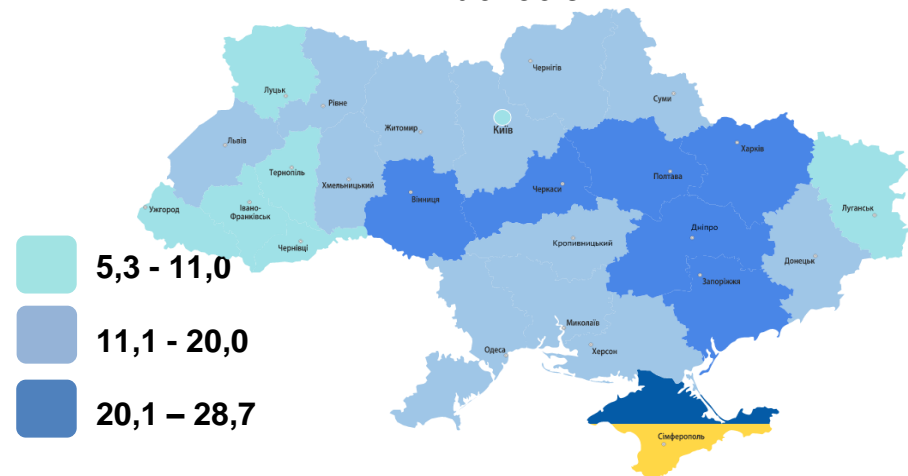 Чернігів
Луцьк
Рівне
Суми
Київ
Житомир
Львів
Харків
Тернопіль
Хмельницький
Полтава
Черкаси
Вінниця
Ужгород
Івано-
Франківськ
Луганськ
Чернівці
Дніпро
Кропивницький
Донецьк
5,3 - 11,0
Запоріжжя
Миколаїв
11,1 - 20,0
Одеса
Херсон
20,1 – 28,7
Сімферополь